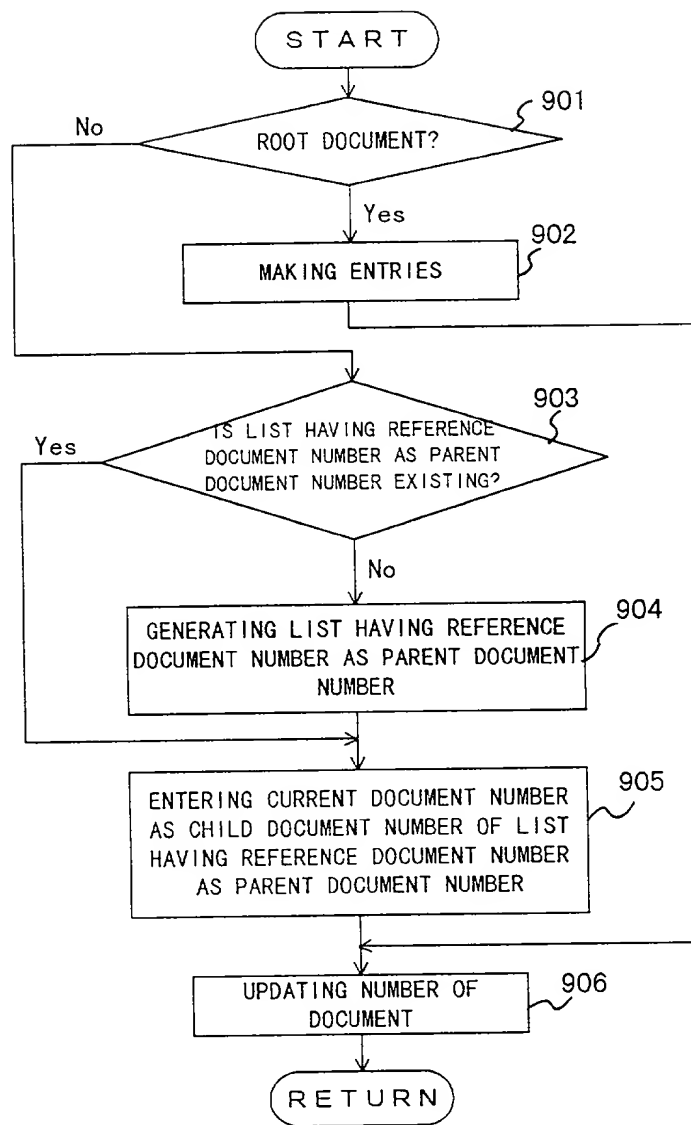 START
901
ROOT DOCUMENT?
No
Yes
902
MAKING ENTRIES
903
IS LIST HAVING REFERENCE
DOCUMENT NUMBER AS PARENT
DOCUMENT NUMBER EXISTING?
Yes
No
904
GENERATING LIST HAVING REFERENCE
DOCUMENT NUMBER AS PARENT DOCUMENT
NUMBER
905
ENTERING CURRENT DOCUMENT NUMBER
AS CHILD DOCUMENT NUMBER OF LIST
HAVING REFERENCE DOCUMENT NUMBER
AS PARENT DOCUMENT NUMBER
906
UPDATING NUMBER OF
DOCUMENT
RETURN